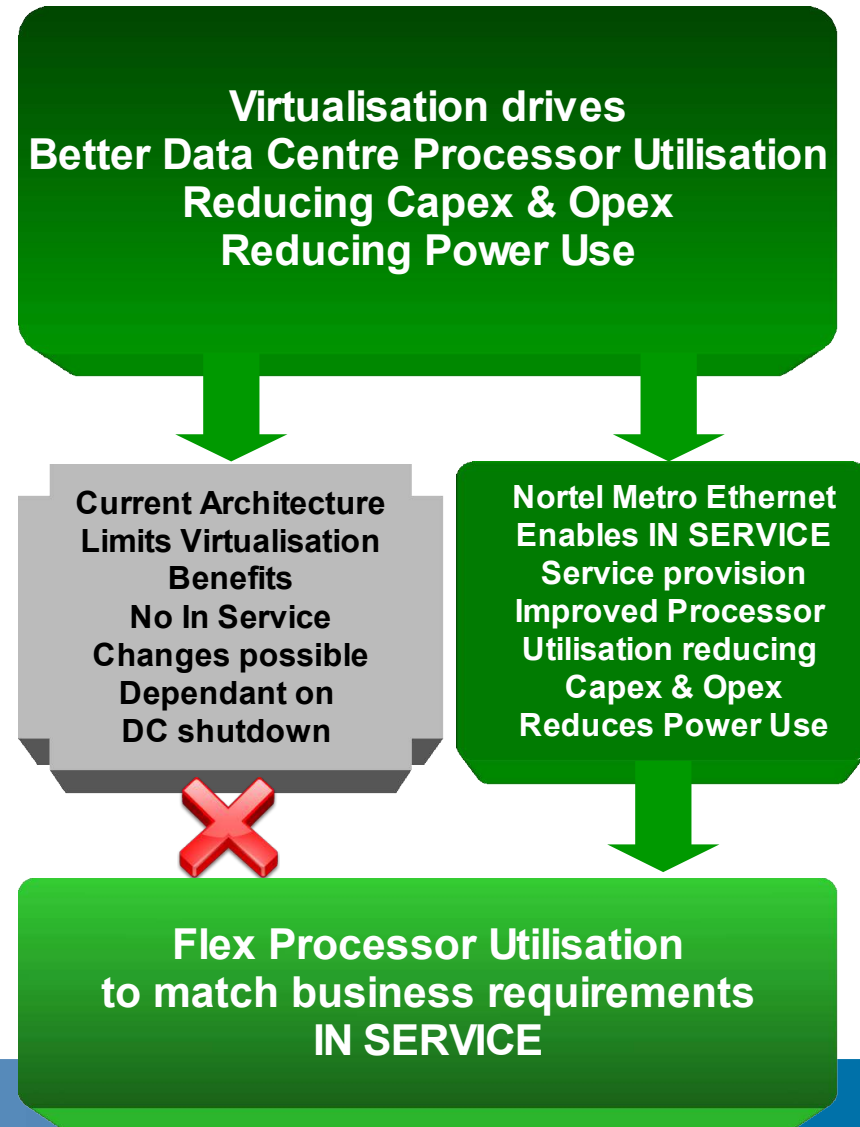 Virtualisation drives
Better Data Centre Processor Utilisation
Reducing Capex & Opex
Reducing Power Use
Current Architecture
Limits Virtualisation
Benefits
No In Service
Changes possible
Dependant on
DC shutdown
Nortel Metro Ethernet
Enables IN SERVICE
Service provision
Improved Processor
Utilisation reducing
Capex & Opex
Reduces Power Use
Flex Processor Utilisation
to match business requirements
IN SERVICE